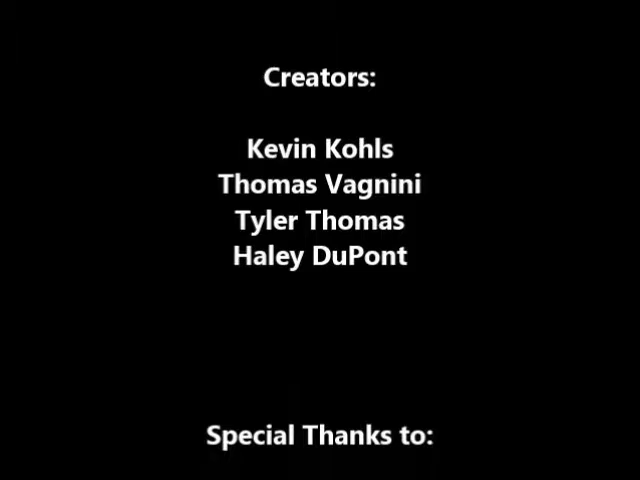 Creators:
Kevin Kohls
Thomas Vagnini
Tyler Thomas
Haley DuPont
Special Thanks to: